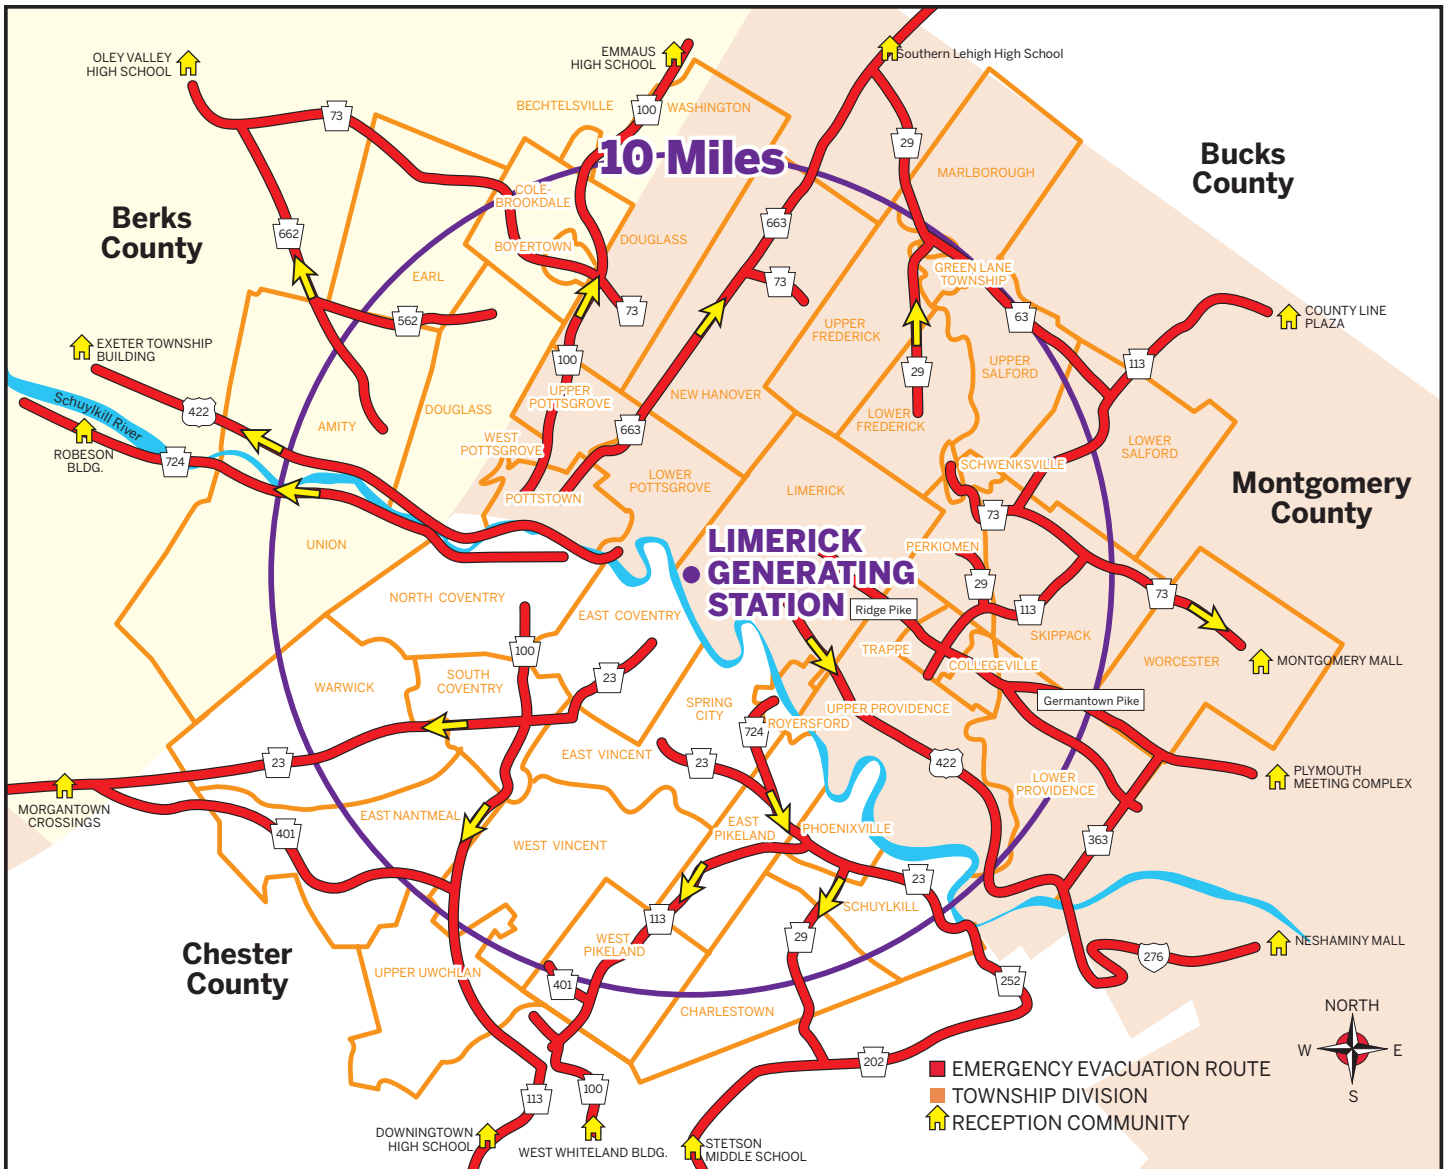 OLEY VALLEY
HIGH SCHOOL
EMMAUS
HIGH SCHOOL
Southern Lehigh High School
BECHTELSVILLE
100
WASHINGTON
73
29
10-Miles
Bucks
County
MARLBOROUGH
COLE-
BROOKDALE
Berks
County
662
663
BOYERTOWN
DOUGLASS
EARL
GREEN LANE
TOWNSHIP
73
73
562
63
COUNTY LINE
PLAZA
UPPER
FREDERICK
EXETER TOWNSHIP
BUILDING
100
29
UPPER
SALFORD
113
Schuylkill River
422
UPPER
POTTSGROVE
NEW HANOVER
DOUGLASS
AMITY
LOWER
FREDERICK
663
WEST
POTTSGROVE
LOWER
SALFORD
ROBESON
BLDG.
724
SCHWENKSVILLE
LOWER
POTTSGROVE
LIMERICK
POTTSTOWN
Montgomery
County
73
UNION
LIMERICK
GENERATING
STATION
PERKIOMEN
29
73
NORTH COVENTRY
EAST COVENTRY
Ridge Pike
113
SKIPPACK
TRAPPE
100
COLLEGEVILLE
WORCESTER
MONTGOMERY MALL
23
SOUTH
COVENTRY
WARWICK
SPRING
CITY
UPPER PROVIDENCE
Germantown Pike
ROYERSFORD
724
EAST VINCENT
23
23
422
PLYMOUTH
MEETING COMPLEX
LOWER
PROVIDENCE
MORGANTOWN
CROSSINGS
EAST NANTMEAL
EAST
PIKELAND
PHOENIXVILLE
401
WEST VINCENT
363
23
SCHUYLKILL
113
29
WEST
PIKELAND
NESHAMINY MALL
276
Chester
County
UPPER UWCHLAN
401
252
CHARLESTOWN
NORTH
W
E
S
202
EMERGENCY EVACUATION ROUTE
100
113
TOWNSHIP DIVISION
RECEPTION COMMUNITY
DOWNINGTOWN
HIGH SCHOOL
WEST WHITELAND BLDG.
STETSON
MIDDLE SCHOOL